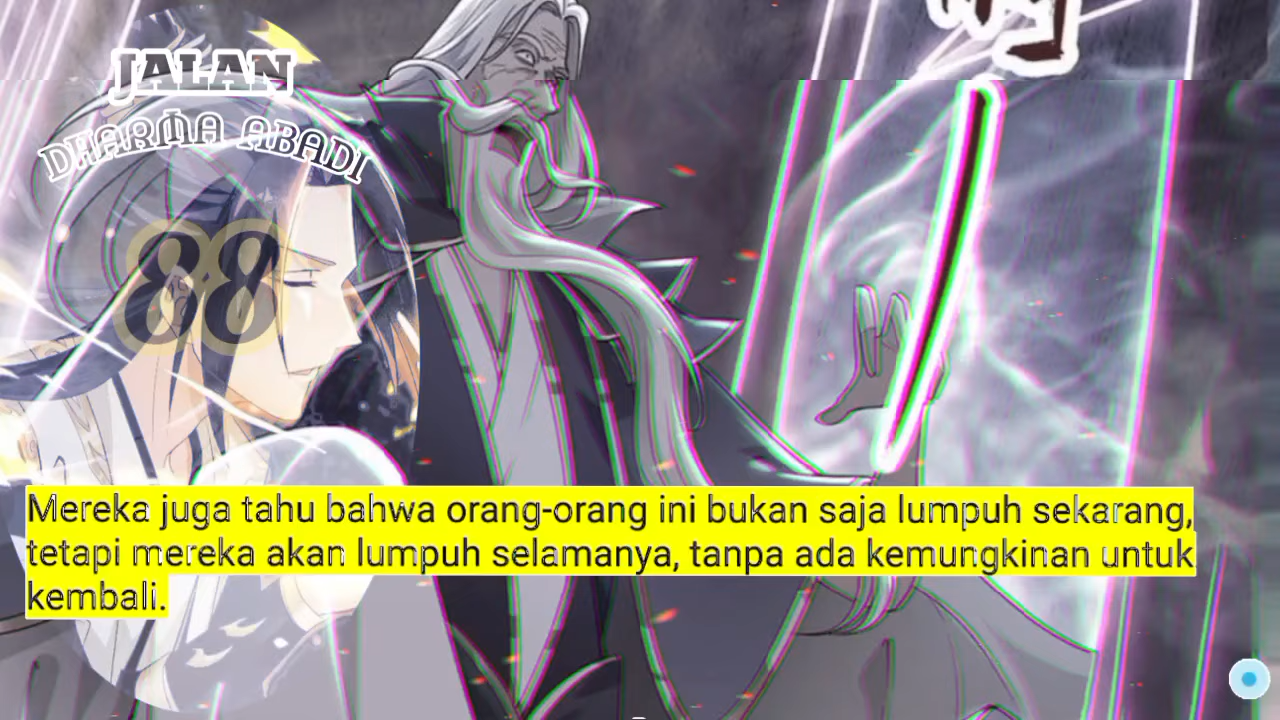 JALAN
DHARMA ABADI
88
Mereka juga tahu bahwa orang-orang ini bukan saja lumpuh sekarang,
tetapi mereka akan lumpuh selamanya, tanpa ada kemungkinan untuk
kembali.